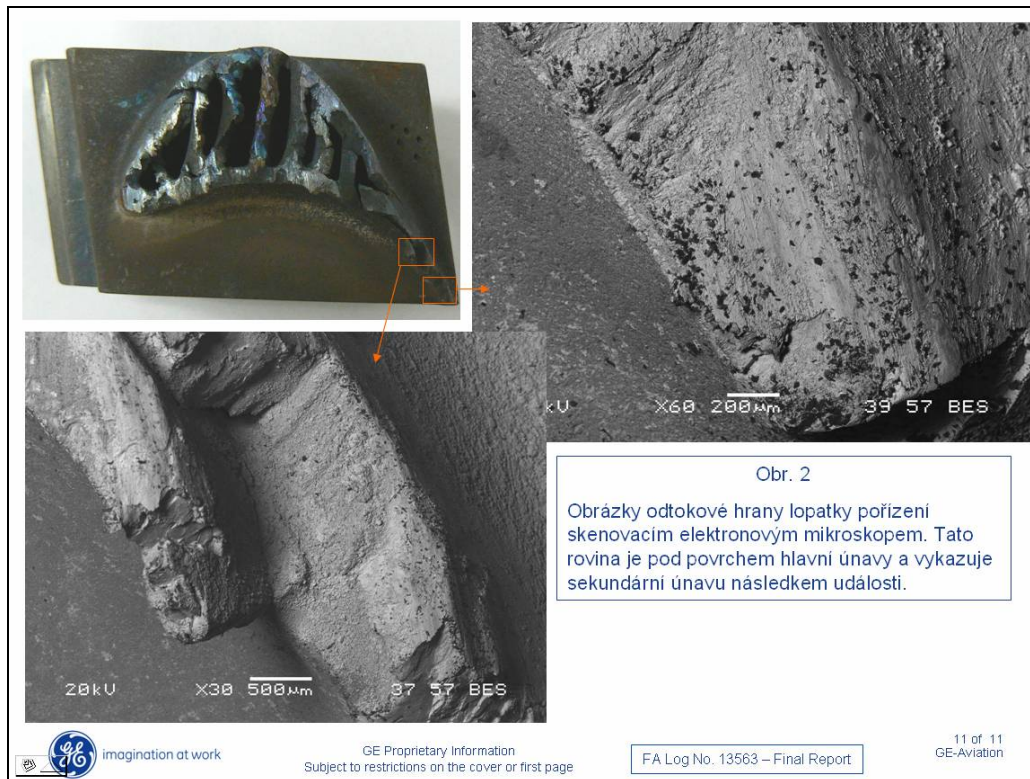 kV X60 200µm 39 57 BES
20kV X30 500µm 37 57 BES
Obr. 2
Obrázky odtokové hrany lopatky pořízení
skenovacím elektronovým mikroskopem. Tato
rovina je pod povrchem hlavní únavy a vykazuje
sekundární únavu následkem události.
GE imagination at work
GE Proprietary Information
Subject to restrictions on the cover or first page
FA Log No. 13563 – Final Report
11 of 11
GE-Aviation